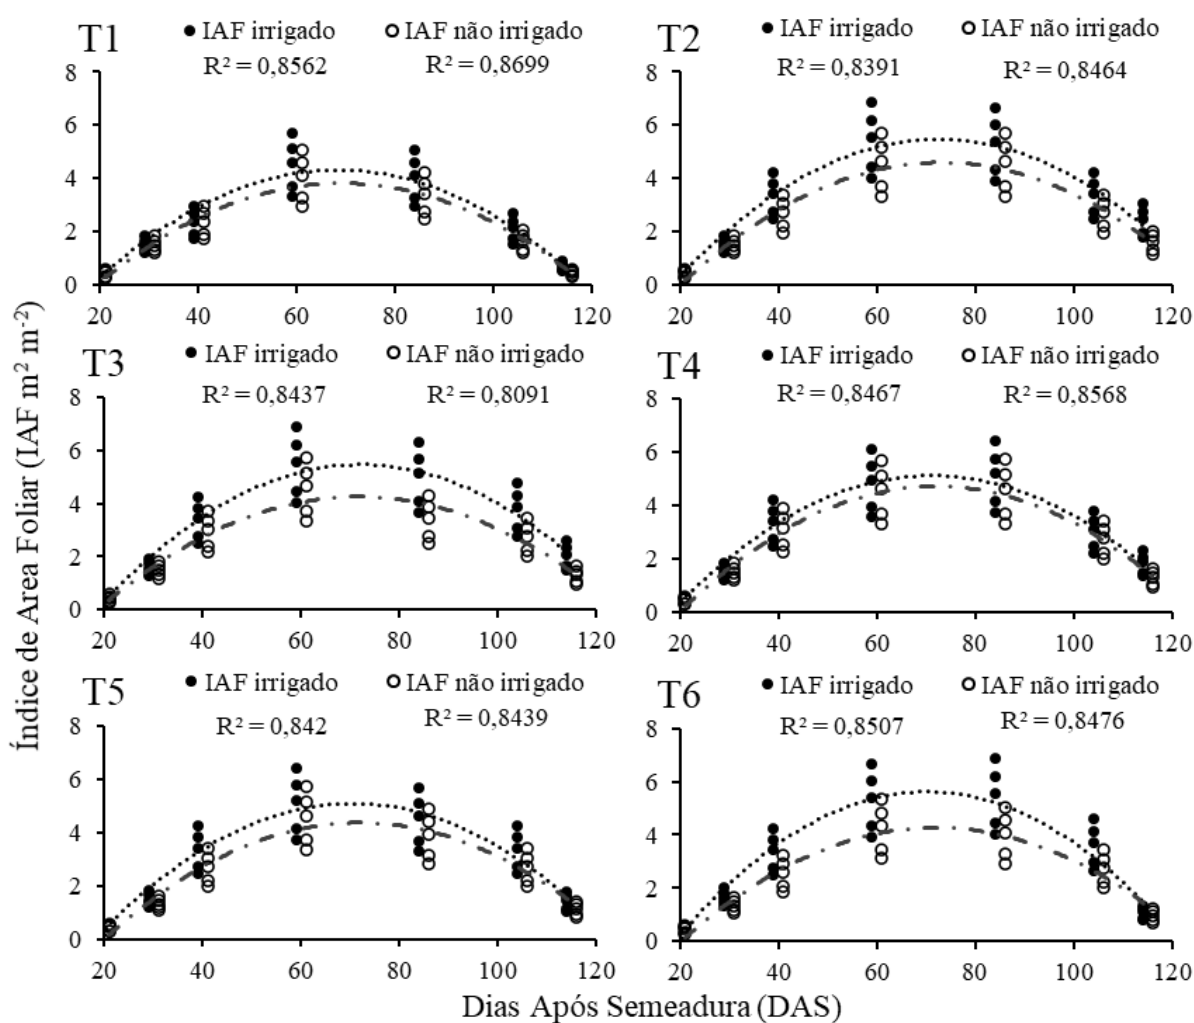 T1
● IAF irrigado ○ IAF não irrigado
R² = 0,8562 R² = 0,8699
8
6
4
2
0
20 40 60 80 100 120
T2
● IAF irrigado ○ IAF não irrigado
R² = 0,8391 R² = 0,8464
8
6
4
2
0
20 40 60 80 100 120
Índice de Area Foliar (IAF m² m⁻²)
T3
● IAF irrigado ○ IAF não irrigado
R² = 0,8437 R² = 0,8091
8
6
4
2
0
20 40 60 80 100 120
T4
● IAF irrigado ○ IAF não irrigado
R² = 0,8467 R² = 0,8568
8
6
4
2
0
20 40 60 80 100 120
T5
● IAF irrigado ○ IAF não irrigado
R² = 0,842 R² = 0,8439
8
6
4
2
0
20 40 60 80 100 120
T6
● IAF irrigado ○ IAF não irrigado
R² = 0,8507 R² = 0,8476
8
6
4
2
0
20 40 60 80 100 120
Dias Após Semeadura (DAS)